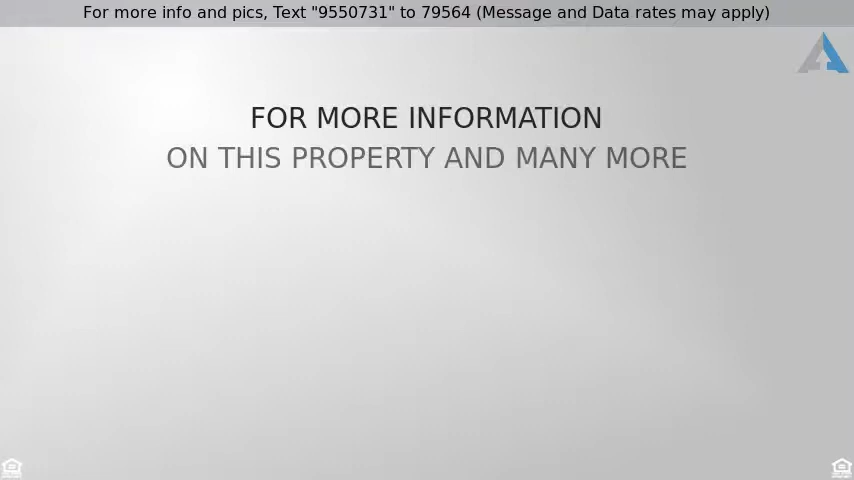 For more info and pics, Text "9550731" to 79564 (Message and Data rates may apply)
FOR MORE INFORMATION
ON THIS PROPERTY AND MANY MORE